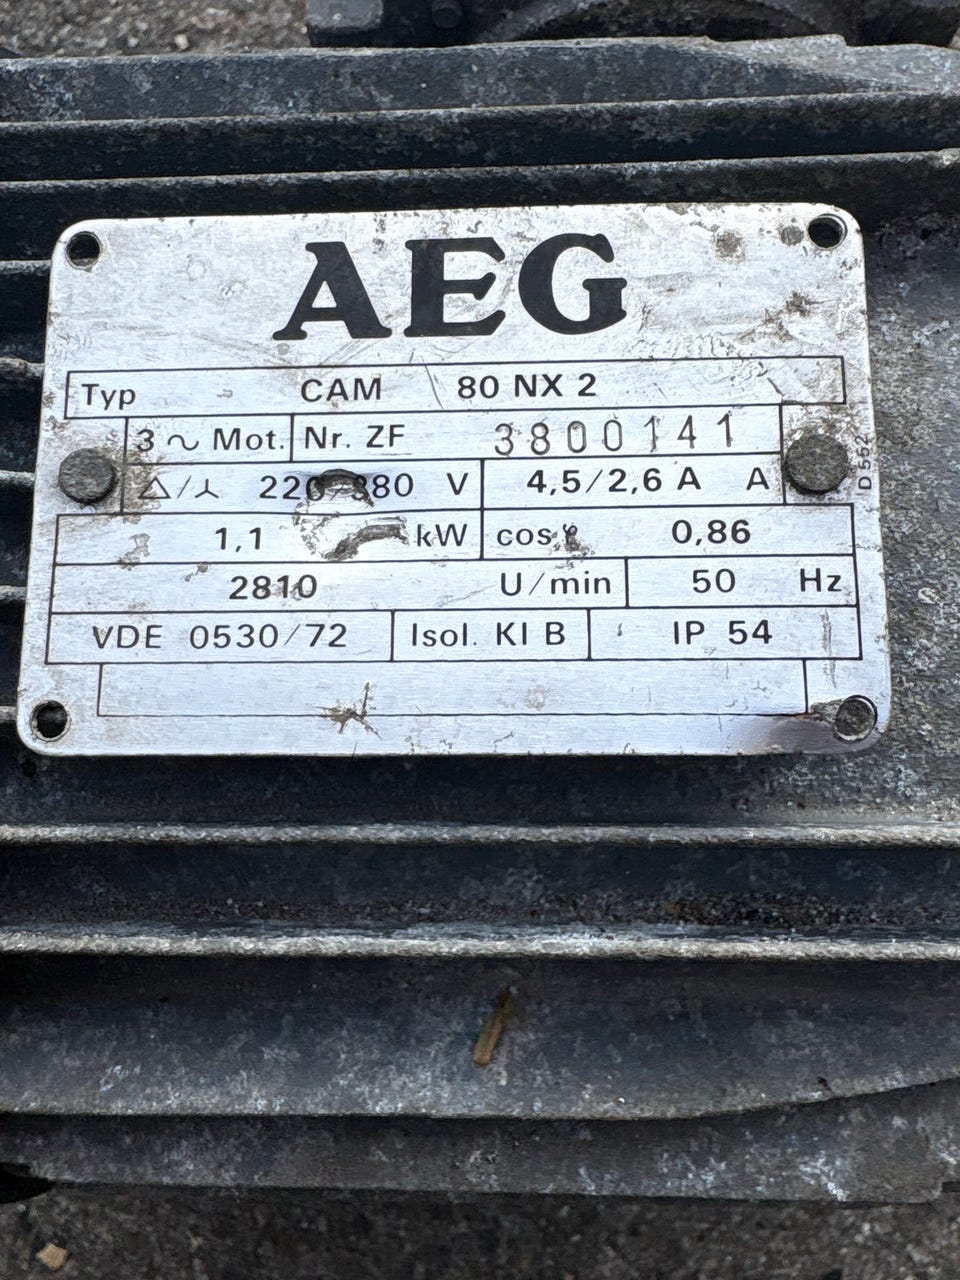 AEG
Typ CAM 80 NX 2
3 ~ Mot. Nr. ZF 3800141
△/⅄ 220/380 V 4,5/2,6 A A
1,1 kW cos φ 0,86
2810 U/min 50 Hz
VDE 0530/72 Isol. Kl B IP 54
D 552